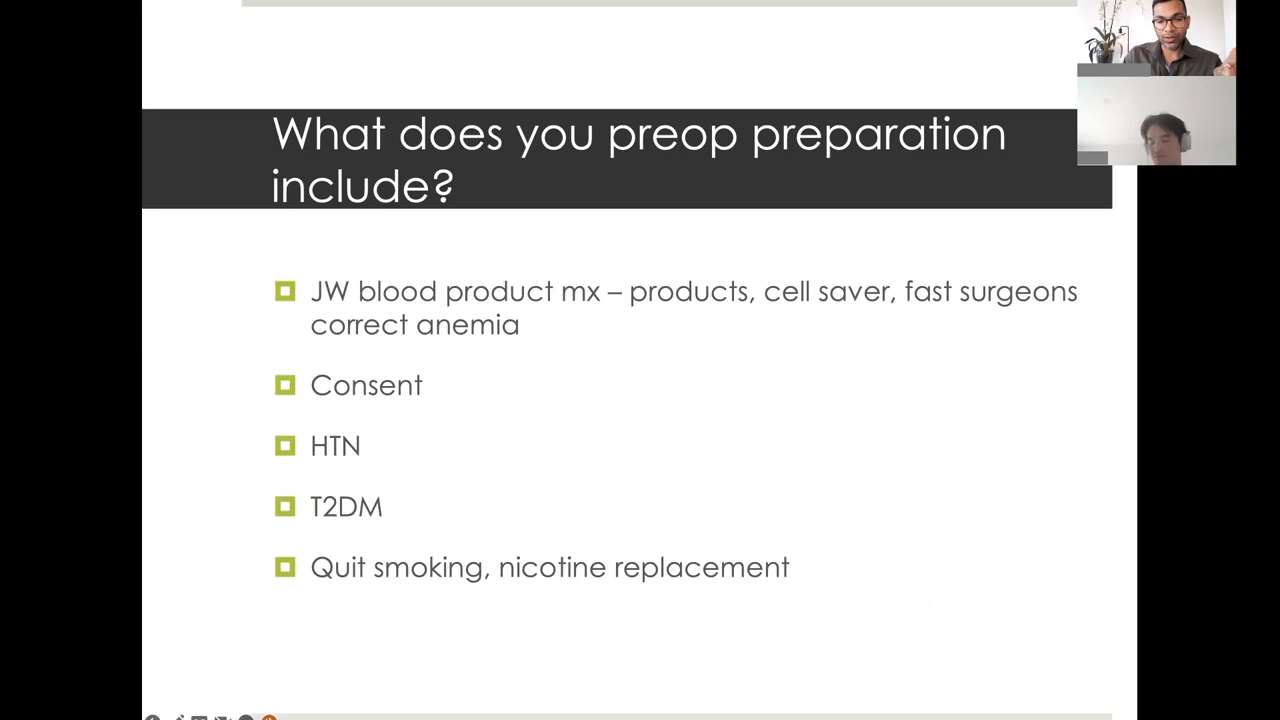 What does you preop preparation
include?
JW blood product mx – products, cell saver, fast surgeons
correct anemia
Consent
HTN
T2DM
Quit smoking, nicotine replacement